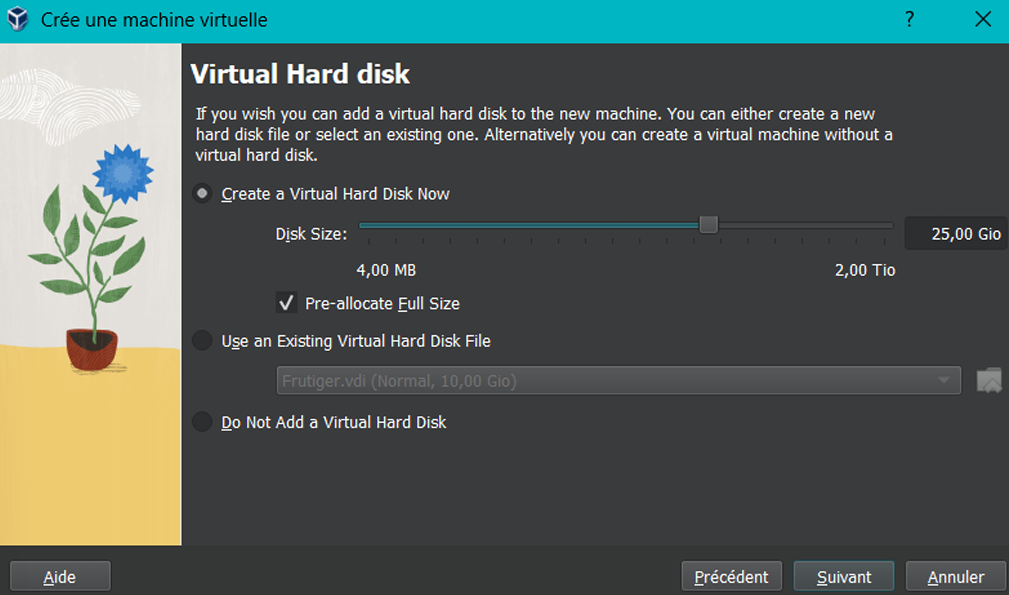 Crée une machine virtuelle
?
Virtual Hard disk
If you wish you can add a virtual hard disk to the new machine. You can either create a new
hard disk file or select an existing one. Alternatively you can create a virtual machine without a
virtual hard disk.
Create a Virtual Hard Disk Now
Disk Size:
25,00 Gio
4,00 MB
2,00 Tio
Pre-allocate Full Size
Use an Existing Virtual Hard Disk File
Frutiger.vdi (Normal, 10,00 Gio)
Do Not Add a Virtual Hard Disk
Aide
Précédent
Suivant
Annuler